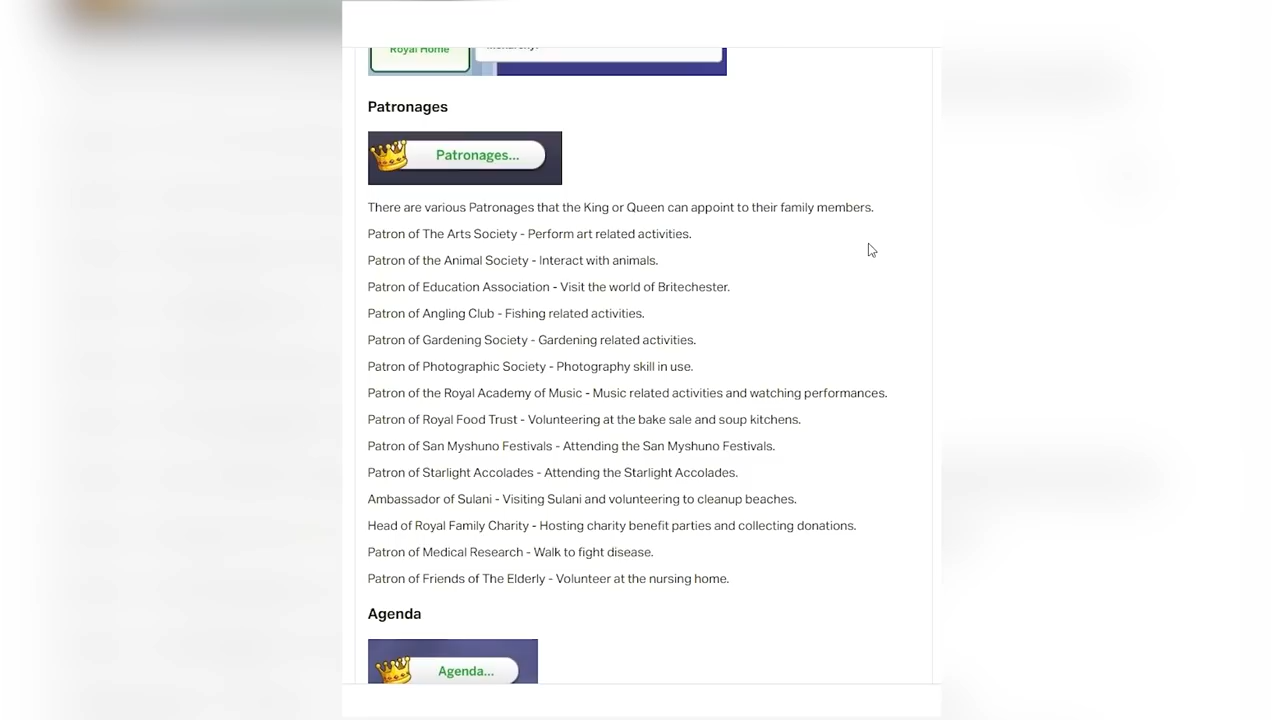 Royal Home
Patronages
Patronages...
There are various Patronages that the King or Queen can appoint to their family members.
Patron of The Arts Society - Perform art related activities.
Patron of the Animal Society - Interact with animals.
Patron of Education Association - Visit the world of Britechester.
Patron of Angling Club - Fishing related activities.
Patron of Gardening Society - Gardening related activities.
Patron of Photographic Society - Photography skill in use.
Patron of the Royal Academy of Music - Music related activities and watching performances.
Patron of Royal Food Trust - Volunteering at the bake sale and soup kitchens.
Patron of San Myshuno Festivals - Attending the San Myshuno Festivals.
Patron of Starlight Accolades - Attending the Starlight Accolades.
Ambassador of Sulani - Visiting Sulani and volunteering to cleanup beaches.
Head of Royal Family Charity - Hosting charity benefit parties and collecting donations.
Patron of Medical Research - Walk to fight disease.
Patron of Friends of The Elderly - Volunteer at the nursing home.
Agenda
Agenda...